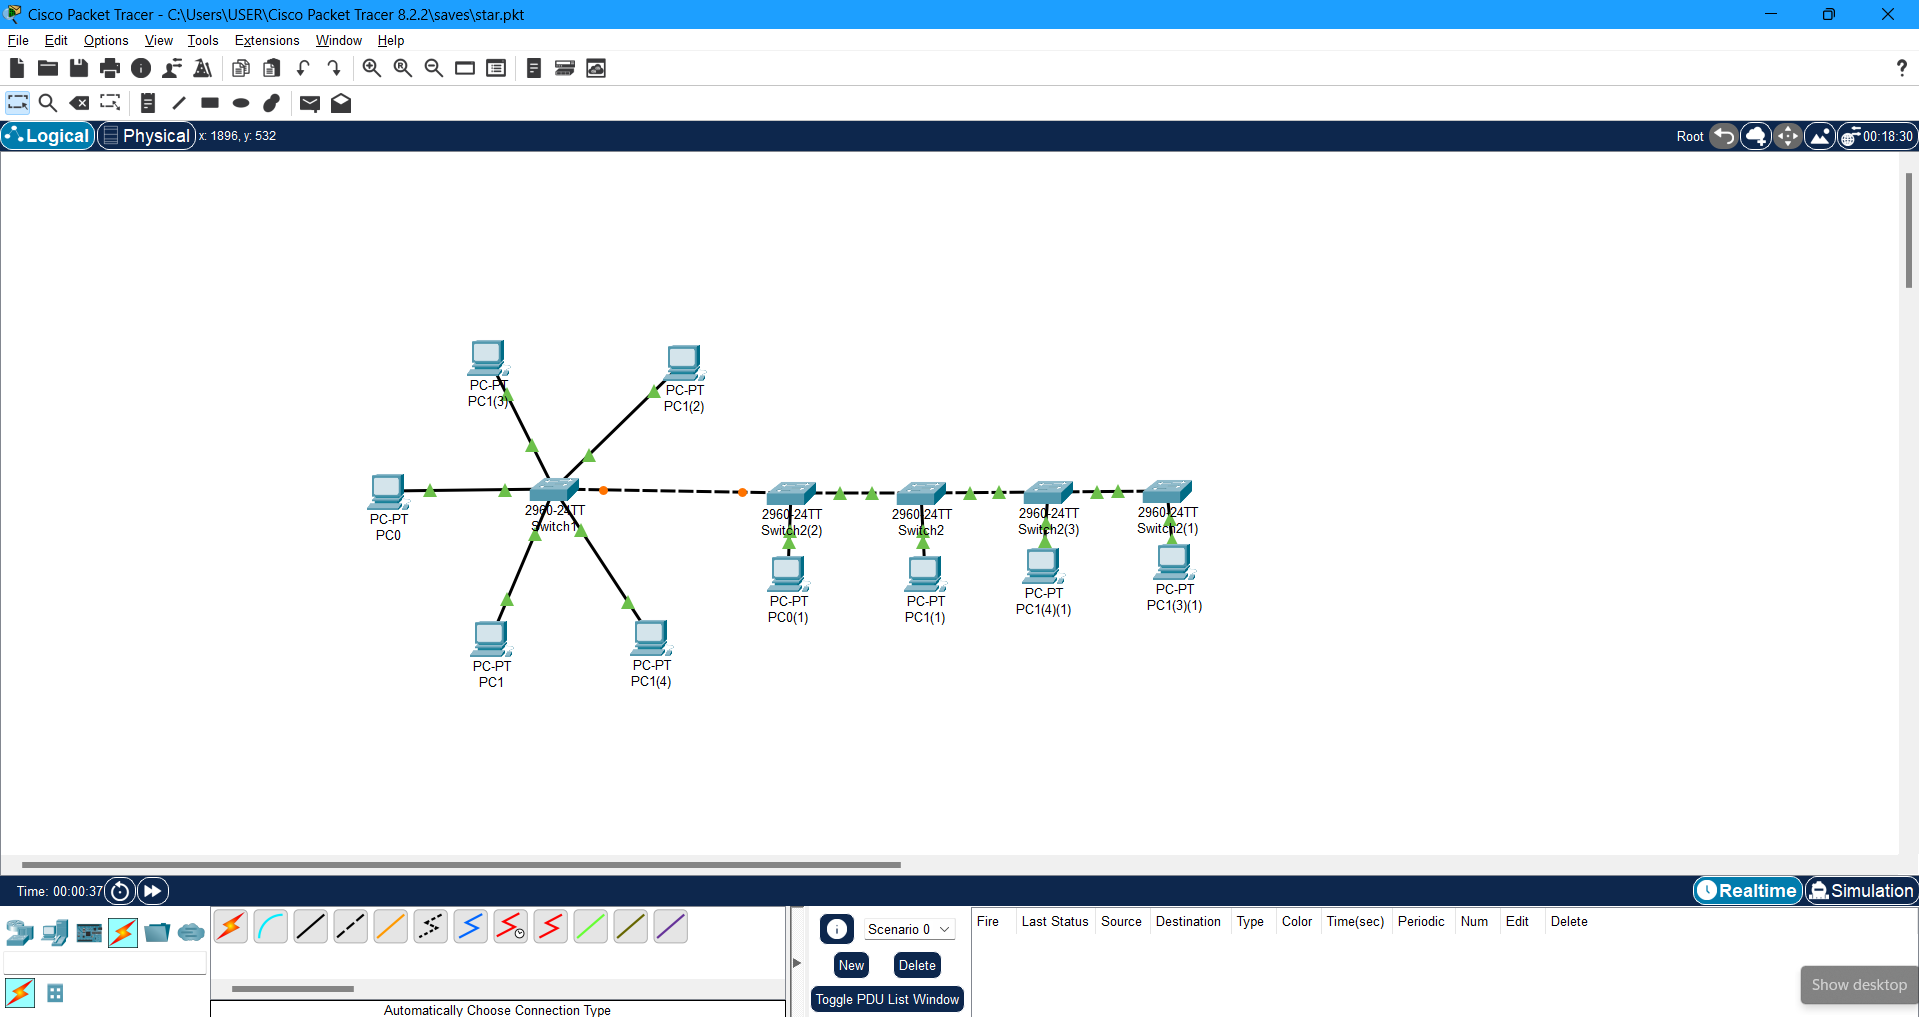 Cisco Packet Tracer - C:\Users\USER\Cisco Packet Tracer 8.2.2\saves\star.pkt
File Edit Options View Tools Extensions Window Help
Logical Physical x: 1896, y: 532 Root 00:18:30
PC-PT
PC1(3)
PC-PT
PC1(2)
PC-PT
PC0
2960-24TT
Switch1
2960-24TT
Switch2(2)
2960-24TT
Switch2
2960-24TT
Switch2(3)
2960-24TT
Switch2(1)
PC-PT
PC0(1)
PC-PT
PC1(1)
PC-PT
PC1(4)(1)
PC-PT
PC1(3)(1)
PC-PT
PC1
PC-PT
PC1(4)
Time: 00:00:37 Realtime Simulation
Scenario 0
New Delete
Toggle PDU List Window
Fire Last Status Source Destination Type Color Time(sec) Periodic Num Edit Delete
Show desktop
Automatically Choose Connection Type